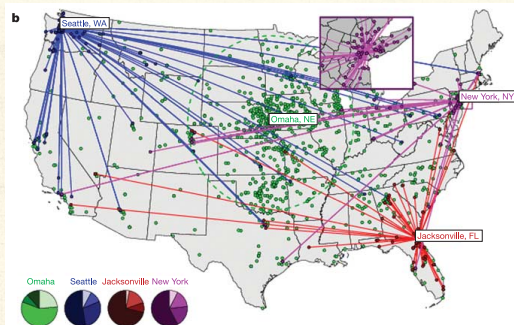 b
Seattle, WA
New York, NY
Omaha, NE
Jacksonville, FL
Omaha Seattle Jacksonville New York